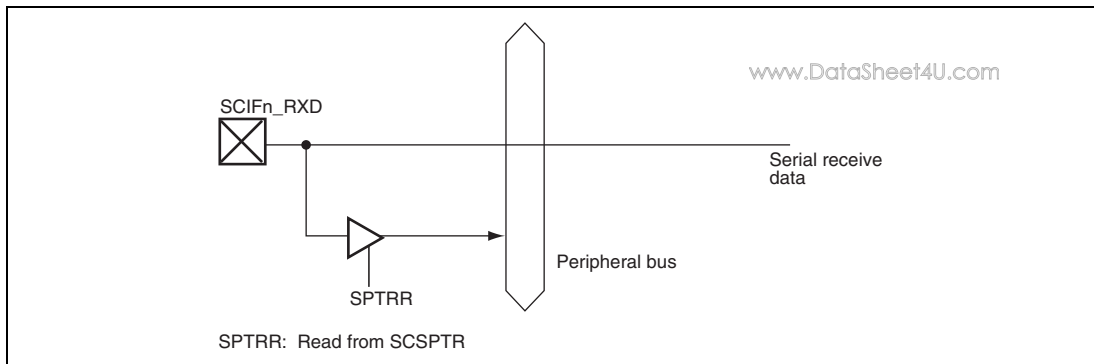 www.DataSheet4U.com
SCIFn_RXD
Serial receive
data
Peripheral bus
SPTRR
SPTRR: Read from SCSPTR